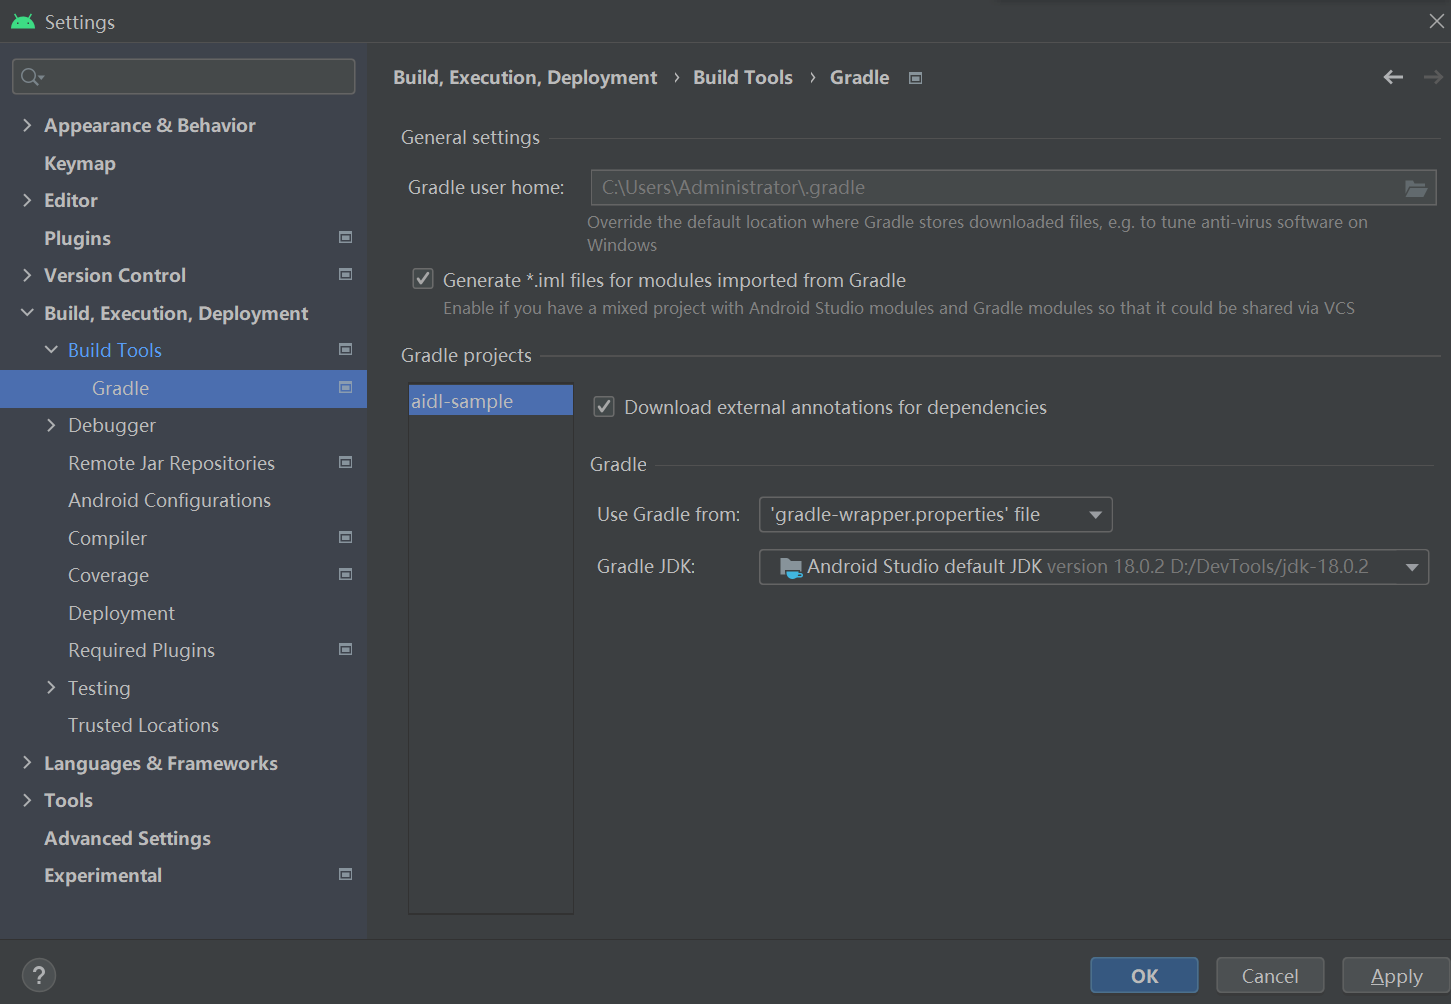 Settings
Appearance & Behavior
Keymap
Editor
Plugins
Version Control
Build, Execution, Deployment
Build Tools
Gradle
Debugger
Remote Jar Repositories
Android Configurations
Compiler
Coverage
Deployment
Required Plugins
Testing
Trusted Locations
Languages & Frameworks
Tools
Advanced Settings
Experimental
Build, Execution, Deployment › Build Tools › Gradle
General settings
Gradle user home: C:\Users\Administrator\.gradle
Override the default location where Gradle stores downloaded files, e.g. to tune anti-virus software on
Windows
Generate *.iml files for modules imported from Gradle
Enable if you have a mixed project with Android Studio modules and Gradle modules so that it could be shared via VCS
Gradle projects
aidl-sample
Download external annotations for dependencies
Gradle
Use Gradle from: 'gradle-wrapper.properties' file
Gradle JDK: Android Studio default JDK version 18.0.2 D:/DevTools/jdk-18.0.2
?
OK Cancel Apply